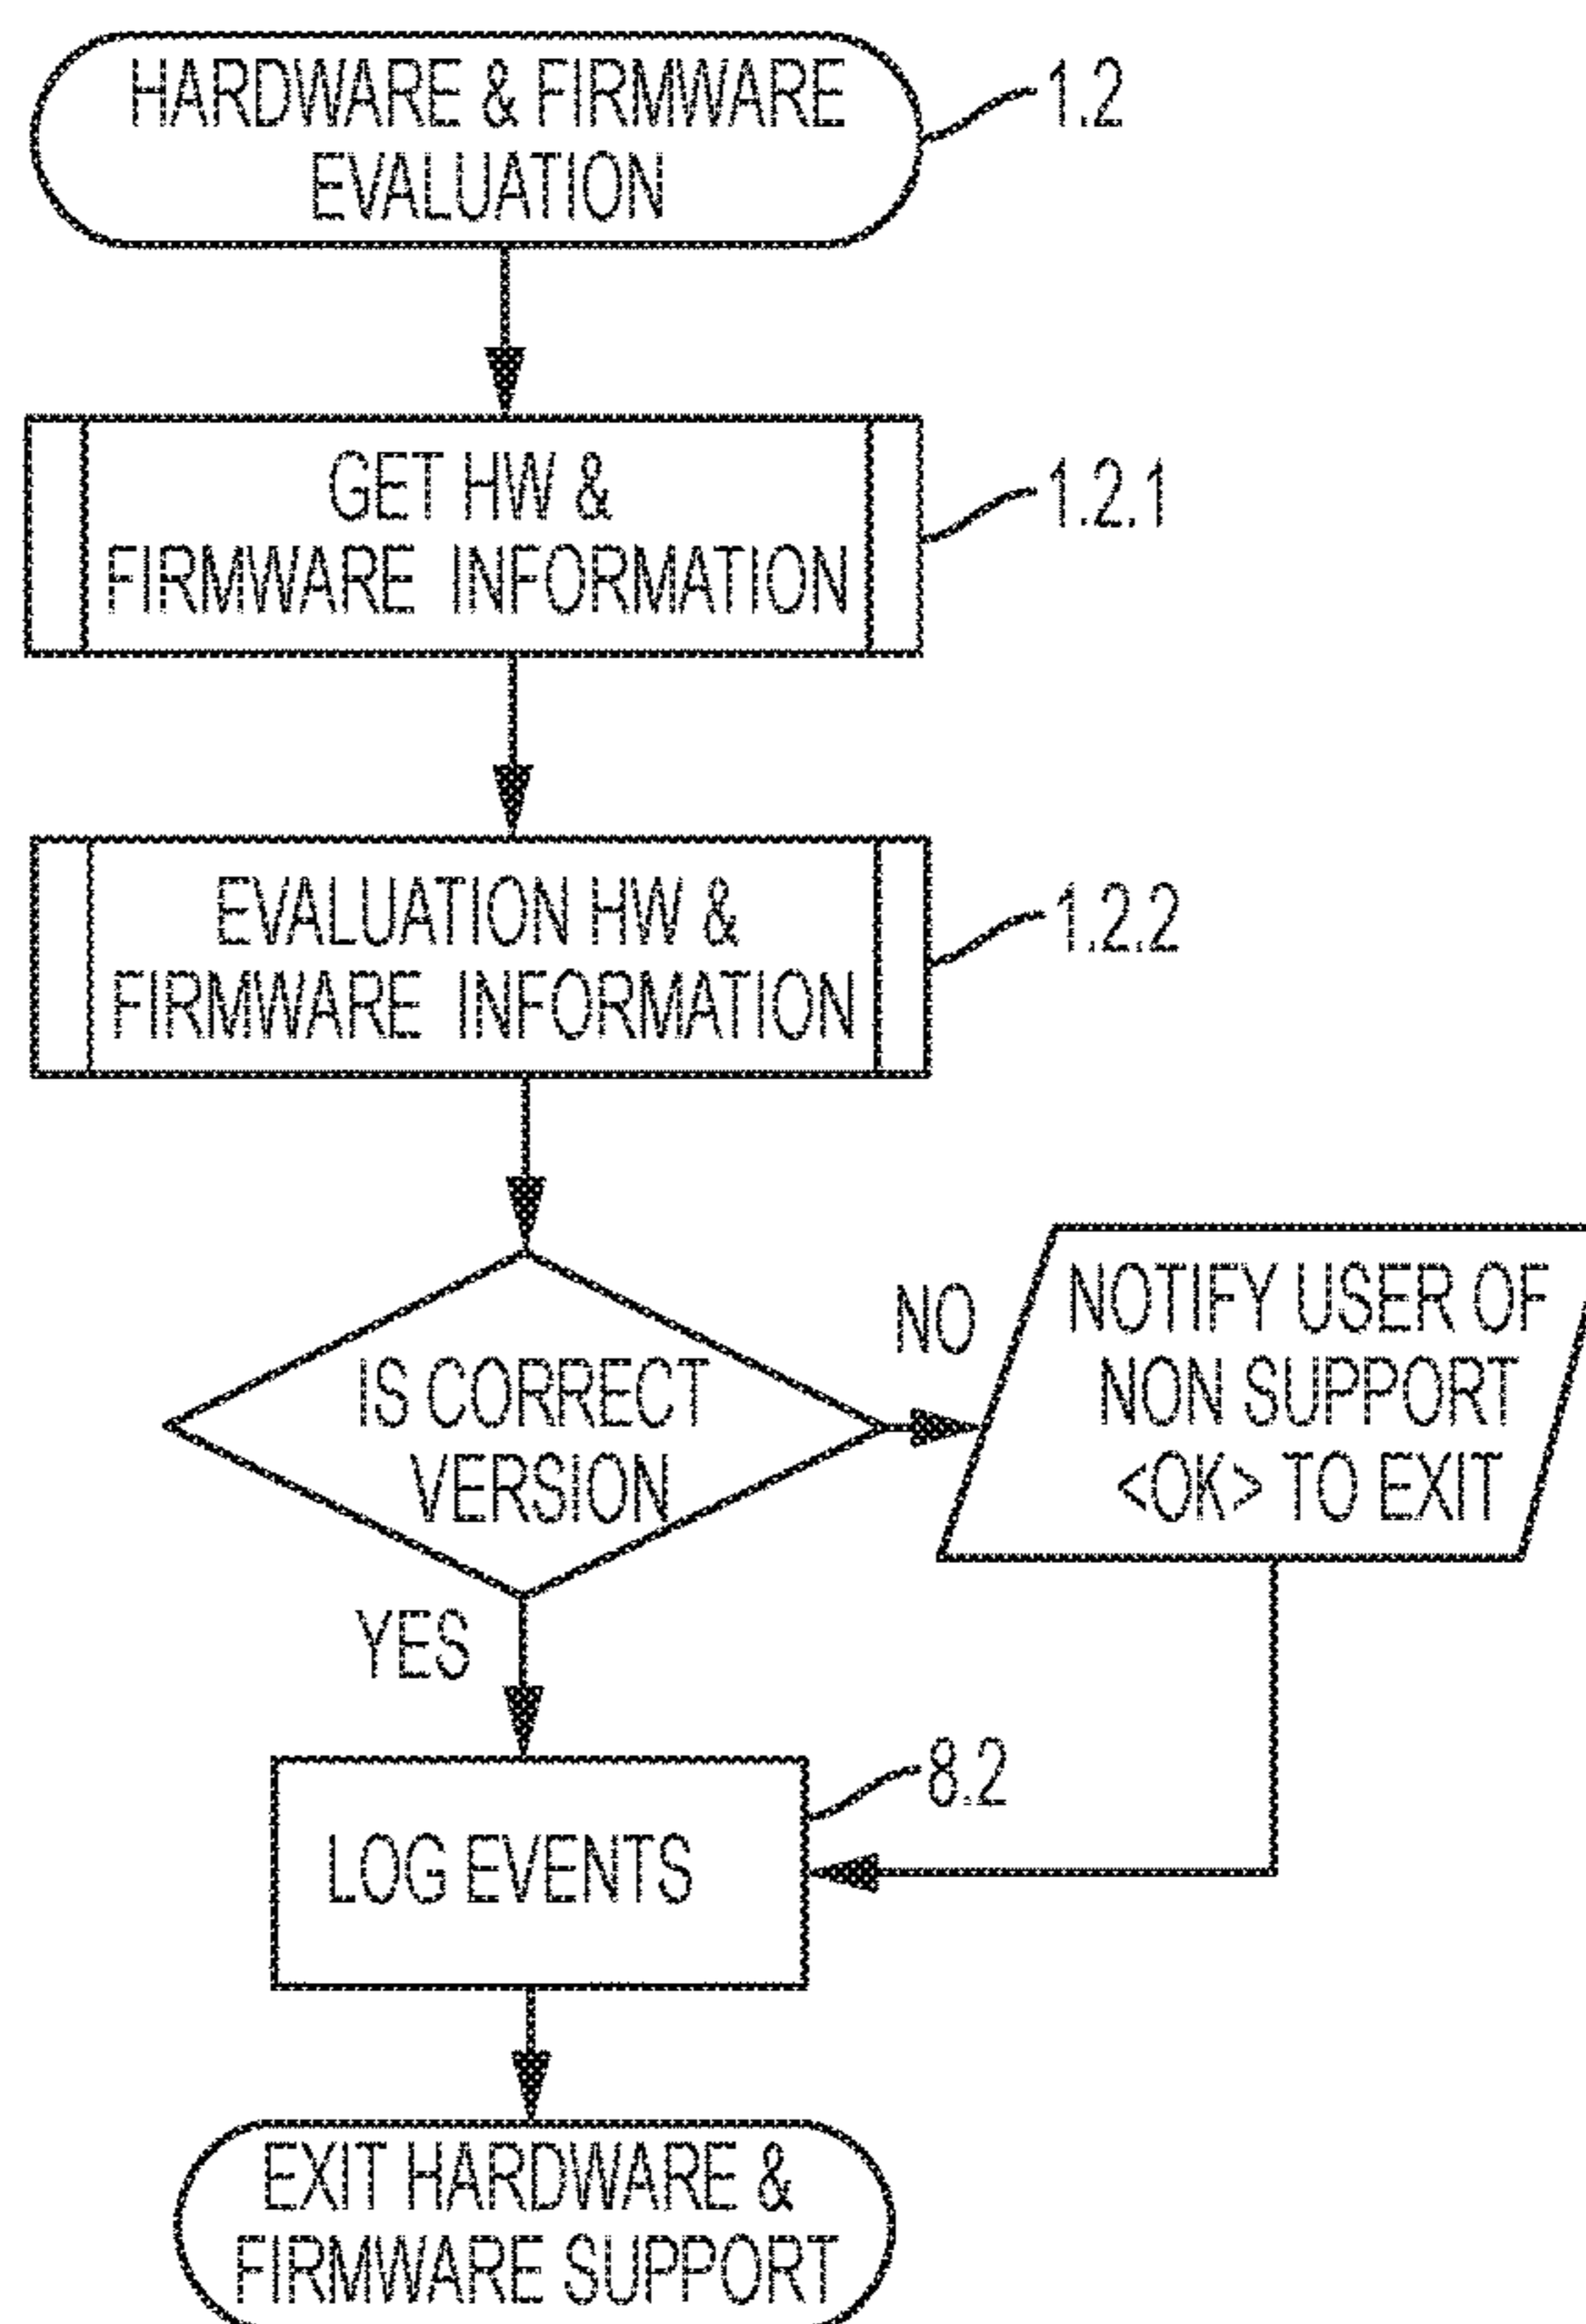 HARDWARE & FIRMWARE
EVALUATION
1.2
GET HW &
FIRMWARE INFORMATION
1.2.1
EVALUATION HW &
FIRMWARE INFORMATION
1.2.2
IS CORRECT
VERSION
NO
NOTIFY USER OF
NON SUPPORT
<OK> TO EXIT
YES
8.2
LOG EVENTS
EXIT HARDWARE &
FIRMWARE SUPPORT